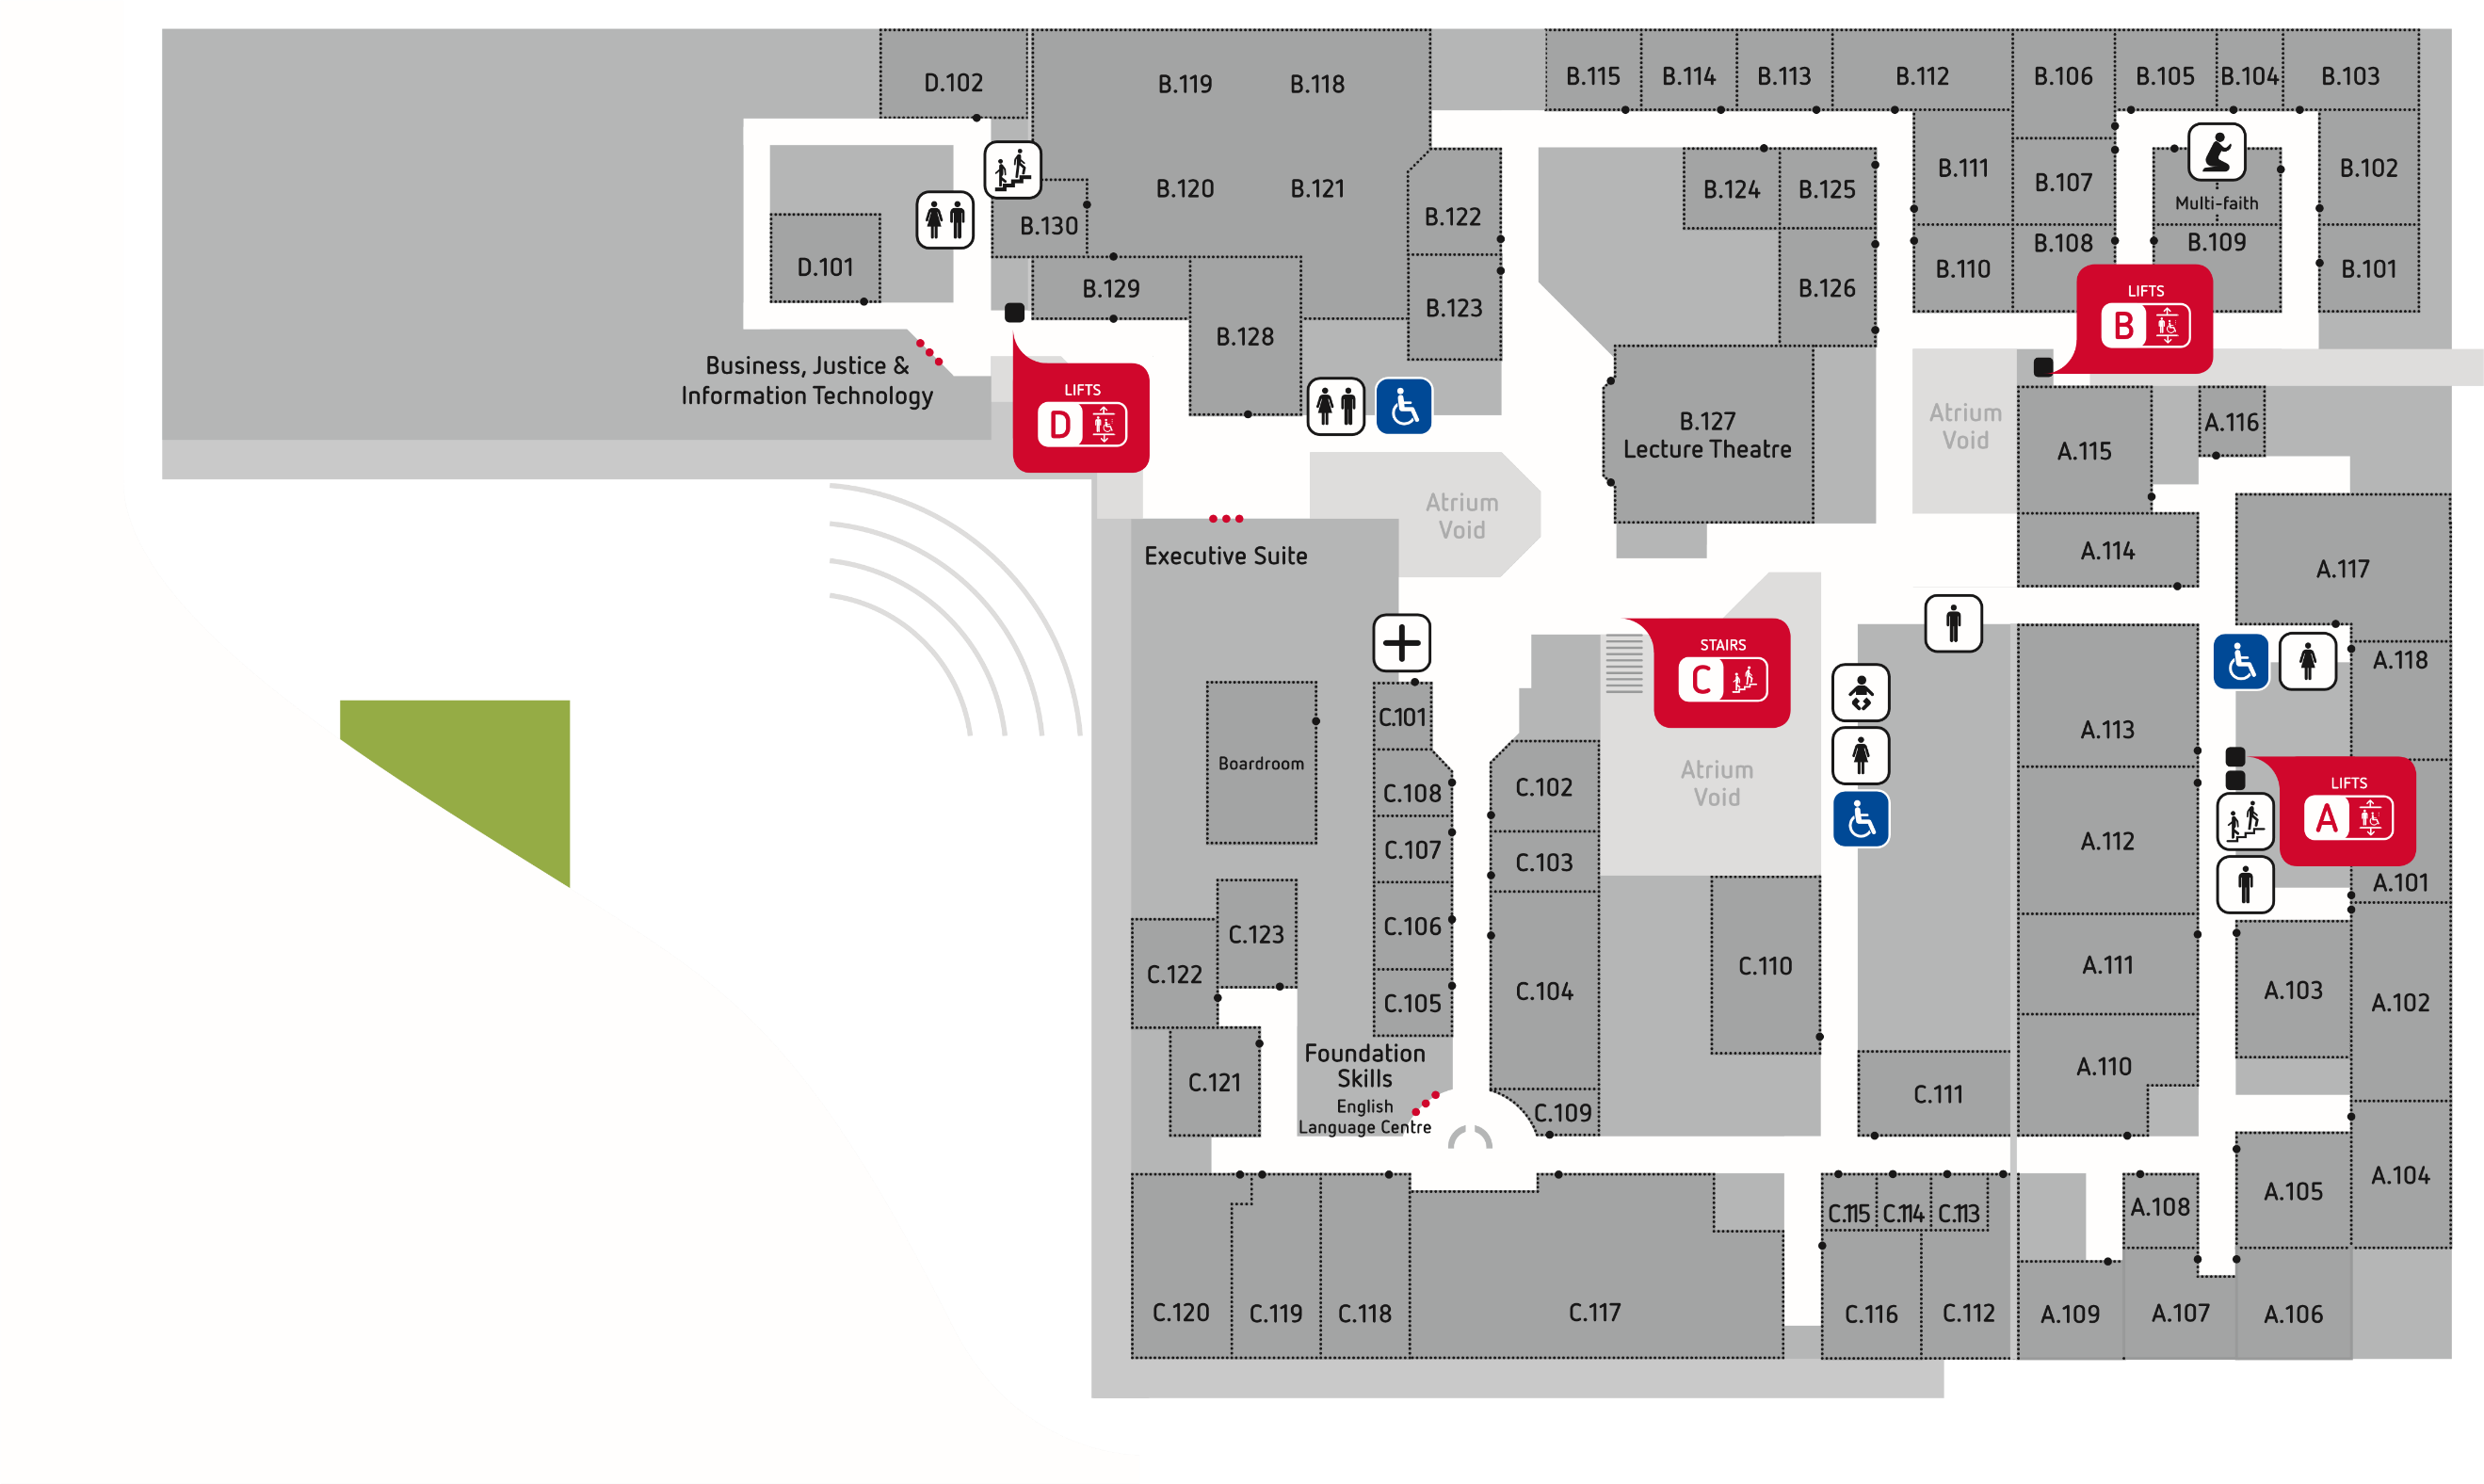 D.102
B.119
B.118
B.115
B.114
B.113
B.112
B.106
B.105
B.104
B.103
B.120
B.121
B.122
B.124
B.125
B.111
B.107
Multi-faith
B.102
B.130
D.101
B.129
B.123
B.126
B.110
B.108
B.109
B.101
B.128
LIFTS
B
Business, Justice &
Information Technology
LIFTS
D
B.127
Lecture Theatre
Atrium
Void
A.115
A.116
Atrium
Void
Executive Suite
A.114
A.117
STAIRS
C
A.118
C.101
Boardroom
C.108
C.102
Atrium
Void
A.113
LIFTS
A
C.107
C.103
A.112
A.101
C.123
C.106
C.122
C.110
A.111
C.105
C.104
A.103
A.102
Foundation
Skills
English
Language Centre
C.121
C.109
C.111
A.110
C.115
C.114
C.113
A.108
A.105
A.104
C.120
C.119
C.118
C.117
C.116
C.112
A.109
A.107
A.106